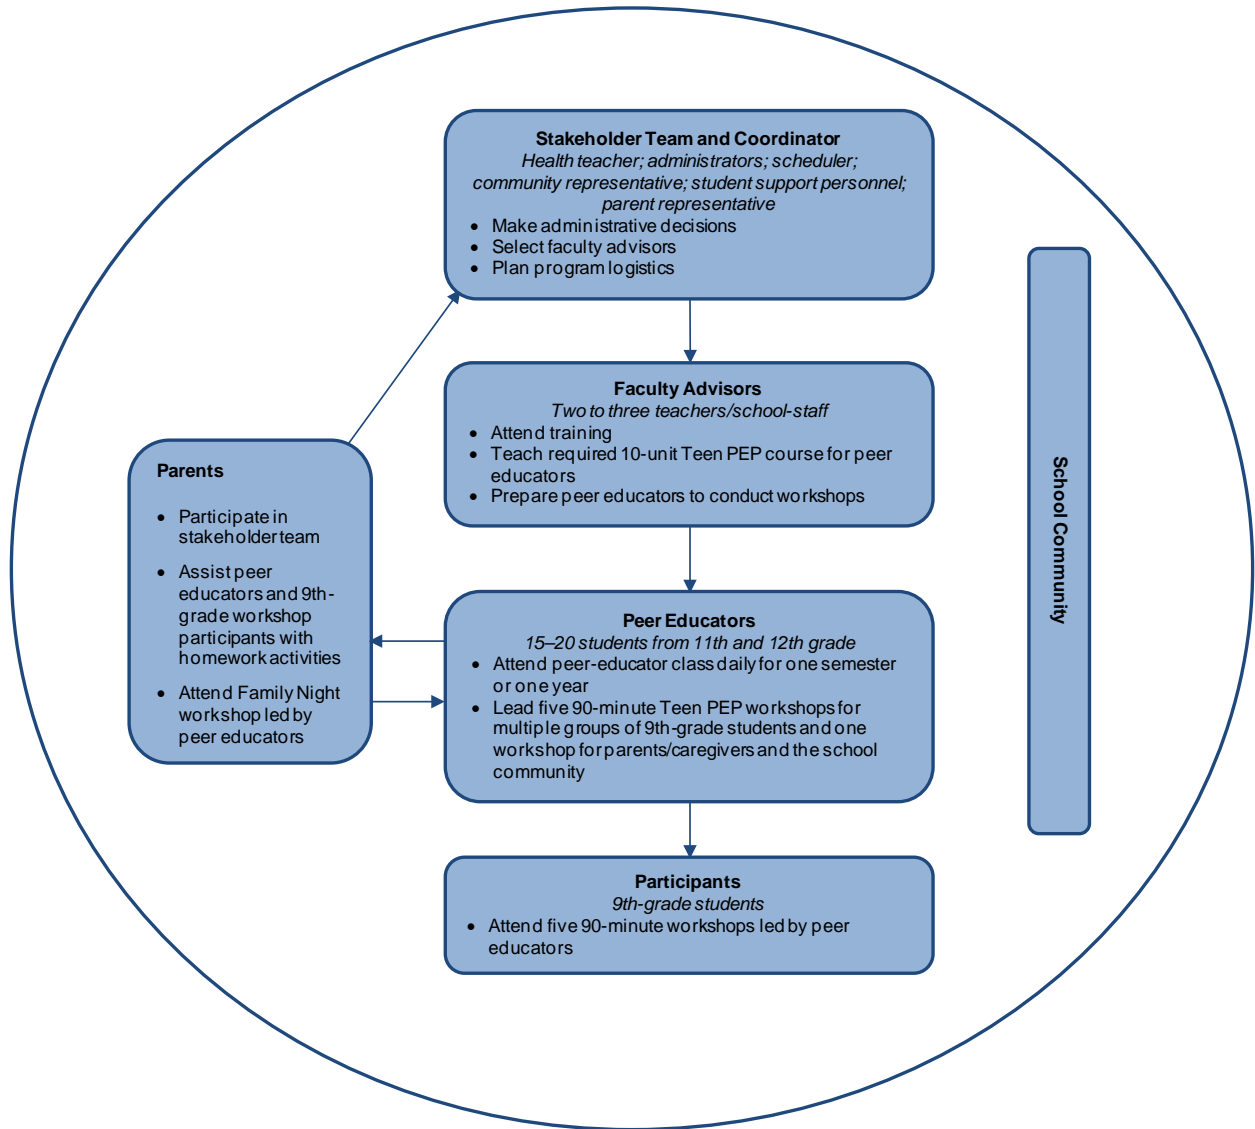 Stakeholder Team and Coordinator
Health teacher; administrators; scheduler;
community representative; student support personnel;
parent representative
• Make administrative decisions
• Select faculty advisors
• Plan program logistics
Faculty Advisors
Two to three teachers/school-staff
• Attend training
• Teach required 10-unit Teen PEP course for peer
educators
• Prepare peer educators to conduct workshops
Parents
• Participate in
stakeholder team
• Assist peer
educators and 9th-
grade workshop
participants with
homework activities
• Attend Family Night
workshop led by
peer educators
Peer Educators
15–20 students from 11th and 12th grade
• Attend peer-educator class daily for one semester
or one year
• Lead five 90-minute Teen PEP workshops for
multiple groups of 9th-grade students and one
workshop for parents/caregivers and the school
community
Participants
9th-grade students
• Attend five 90-minute workshops led by peer
educators
School Community